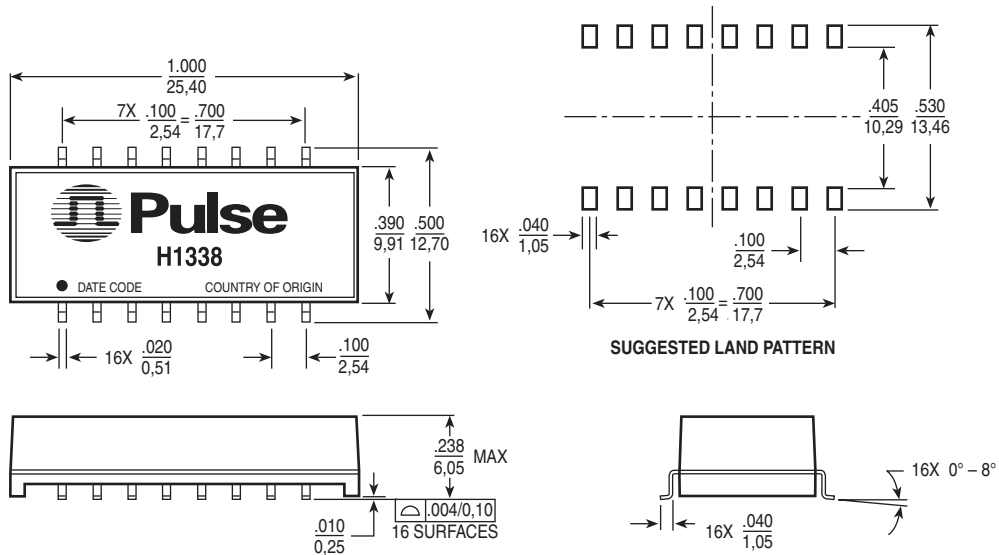 1.000
25,40
7X .100 = .700
2,54 17,7
Pulse
H1338
DATE CODE COUNTRY OF ORIGIN
.390 .500
9,91 12,70
16X .020
0,51
.100
2,54
.405 .530
10,29 13,46
16X .040
1,05
.100
2,54
7X .100 = .700
2,54 17,7
SUGGESTED LAND PATTERN
.238 MAX
6,05
.004/0,10
16 SURFACES
.010
0,25
16X 0° – 8°
16X .040
1,05